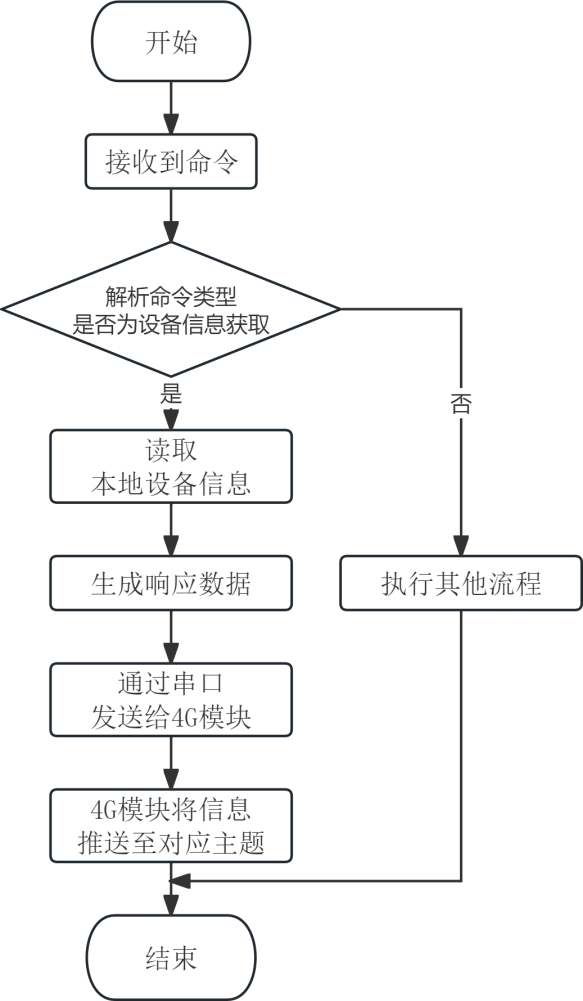 开始
接收到命令
解析命令类型
是否为设备信息获取
是
否
读取
本地设备信息
生成响应数据
执行其他流程
通过串口
发送给4G模块
4G模块将信息
推送至对应主题
结束